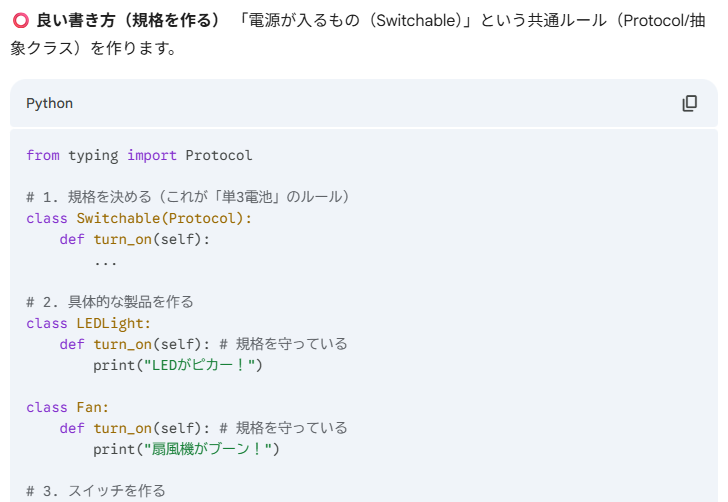 ⭕ 良い書き方（規格を作る） 「電源が入るもの（Switchable）」という共通ルール（Protocol/抽
象クラス）を作ります。
Python
from typing import Protocol
# 1. 規格を決める（これが「単3電池」のルール）
class Switchable(Protocol):
    def turn_on(self):
        ...
# 2. 具体的な製品を作る
class LEDLight:
    def turn_on(self): # 規格を守っている
        print("LEDがピカー！")
class Fan:
    def turn_on(self): # 規格を守っている
        print("扇風機がブーン！")
# 3. スイッチを作る